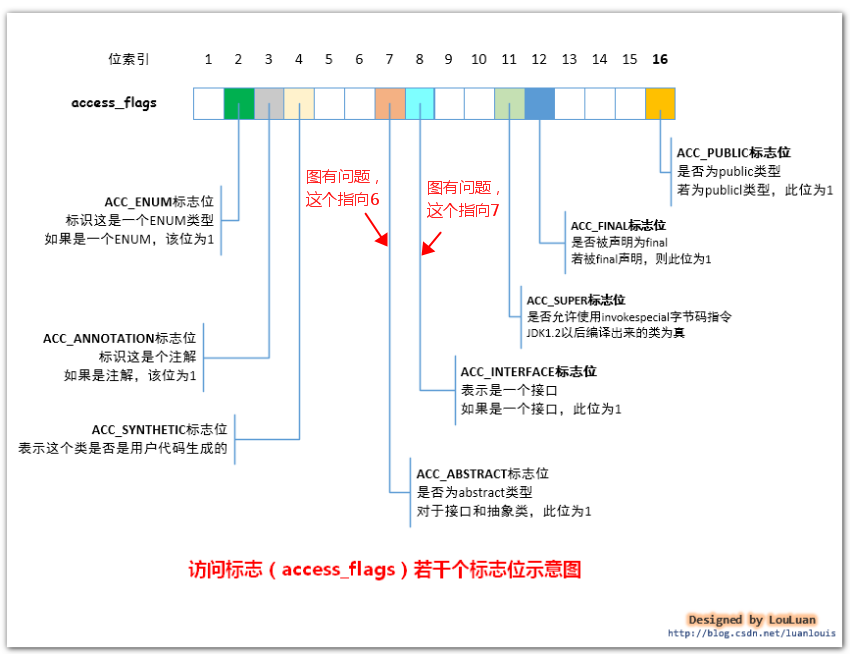 位索引 1 2 3 4 5 6 7 8 9 10 11 12 13 14 15 16
access_flags
图有问题，
这个指向6
图有问题，
这个指向7
ACC_PUBLIC标志位
是否为public类型
若为publicl类型，此位为1
ACC_ENUM标志位
标识这是一个ENUM类型
如果是一个ENUM，该位为1
ACC_FINAL标志位
是否被声明为final
若被final声明，则此位为1
ACC_SUPER标志位
是否允许使用invokespecial字节码指令
JDK1.2以后编译出来的类为真
ACC_ANNOTATION标志位
标识这是个注解
如果是注解，该位为1
ACC_INTERFACE标志位
表示是一个接口
如果是一个接口，此位为1
ACC_SYNTHETIC标志位
表示这个类是否是用户代码生成的
ACC_ABSTRACT标志位
是否为abstract类型
对于接口和抽象类，此位为1
访问标志（access_flags）若干个标志位示意图
Designed by LouLuan
http://blog.csdn.net/luanlouis